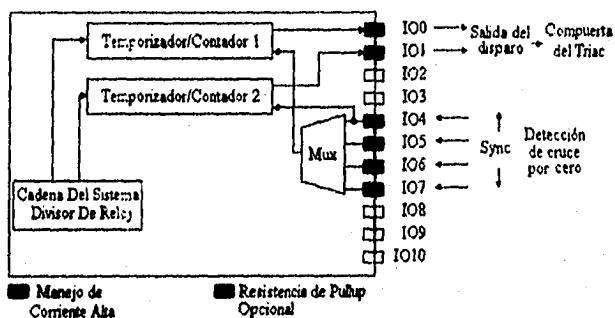 Temporizador/Contador 1
Temporizador/Contador 2
Mux
Cadena Del Sistema
Divisor De Reloj
IO0
IO1
IO2
IO3
IO4
IO5
IO6
IO7
IO8
IO9
IO10
Salida del
disparo
Compuerta
del Triac
Sync
Detección
de cruce
por cero
Manejo de
Corriente Alta
Resistencia de Pullup
Opcional